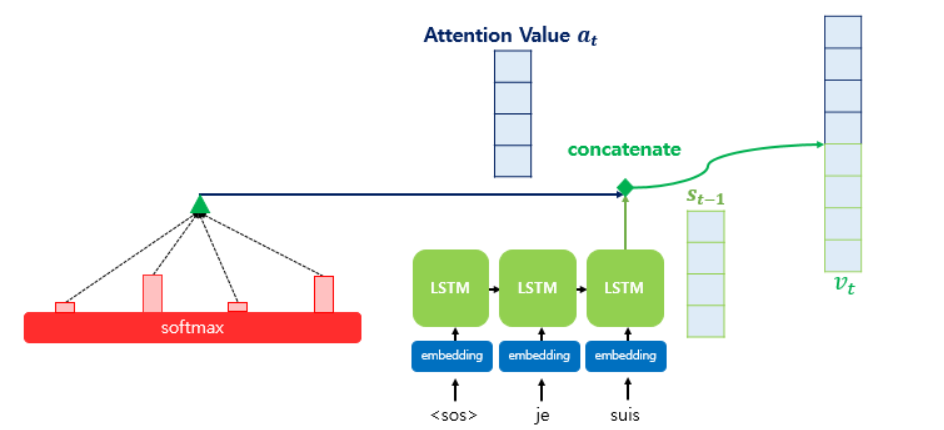 Attention Value a_t
concatenate
s_{t−1}
LSTM LSTM LSTM
v_t
softmax
embedding embedding embedding
<sos> je suis